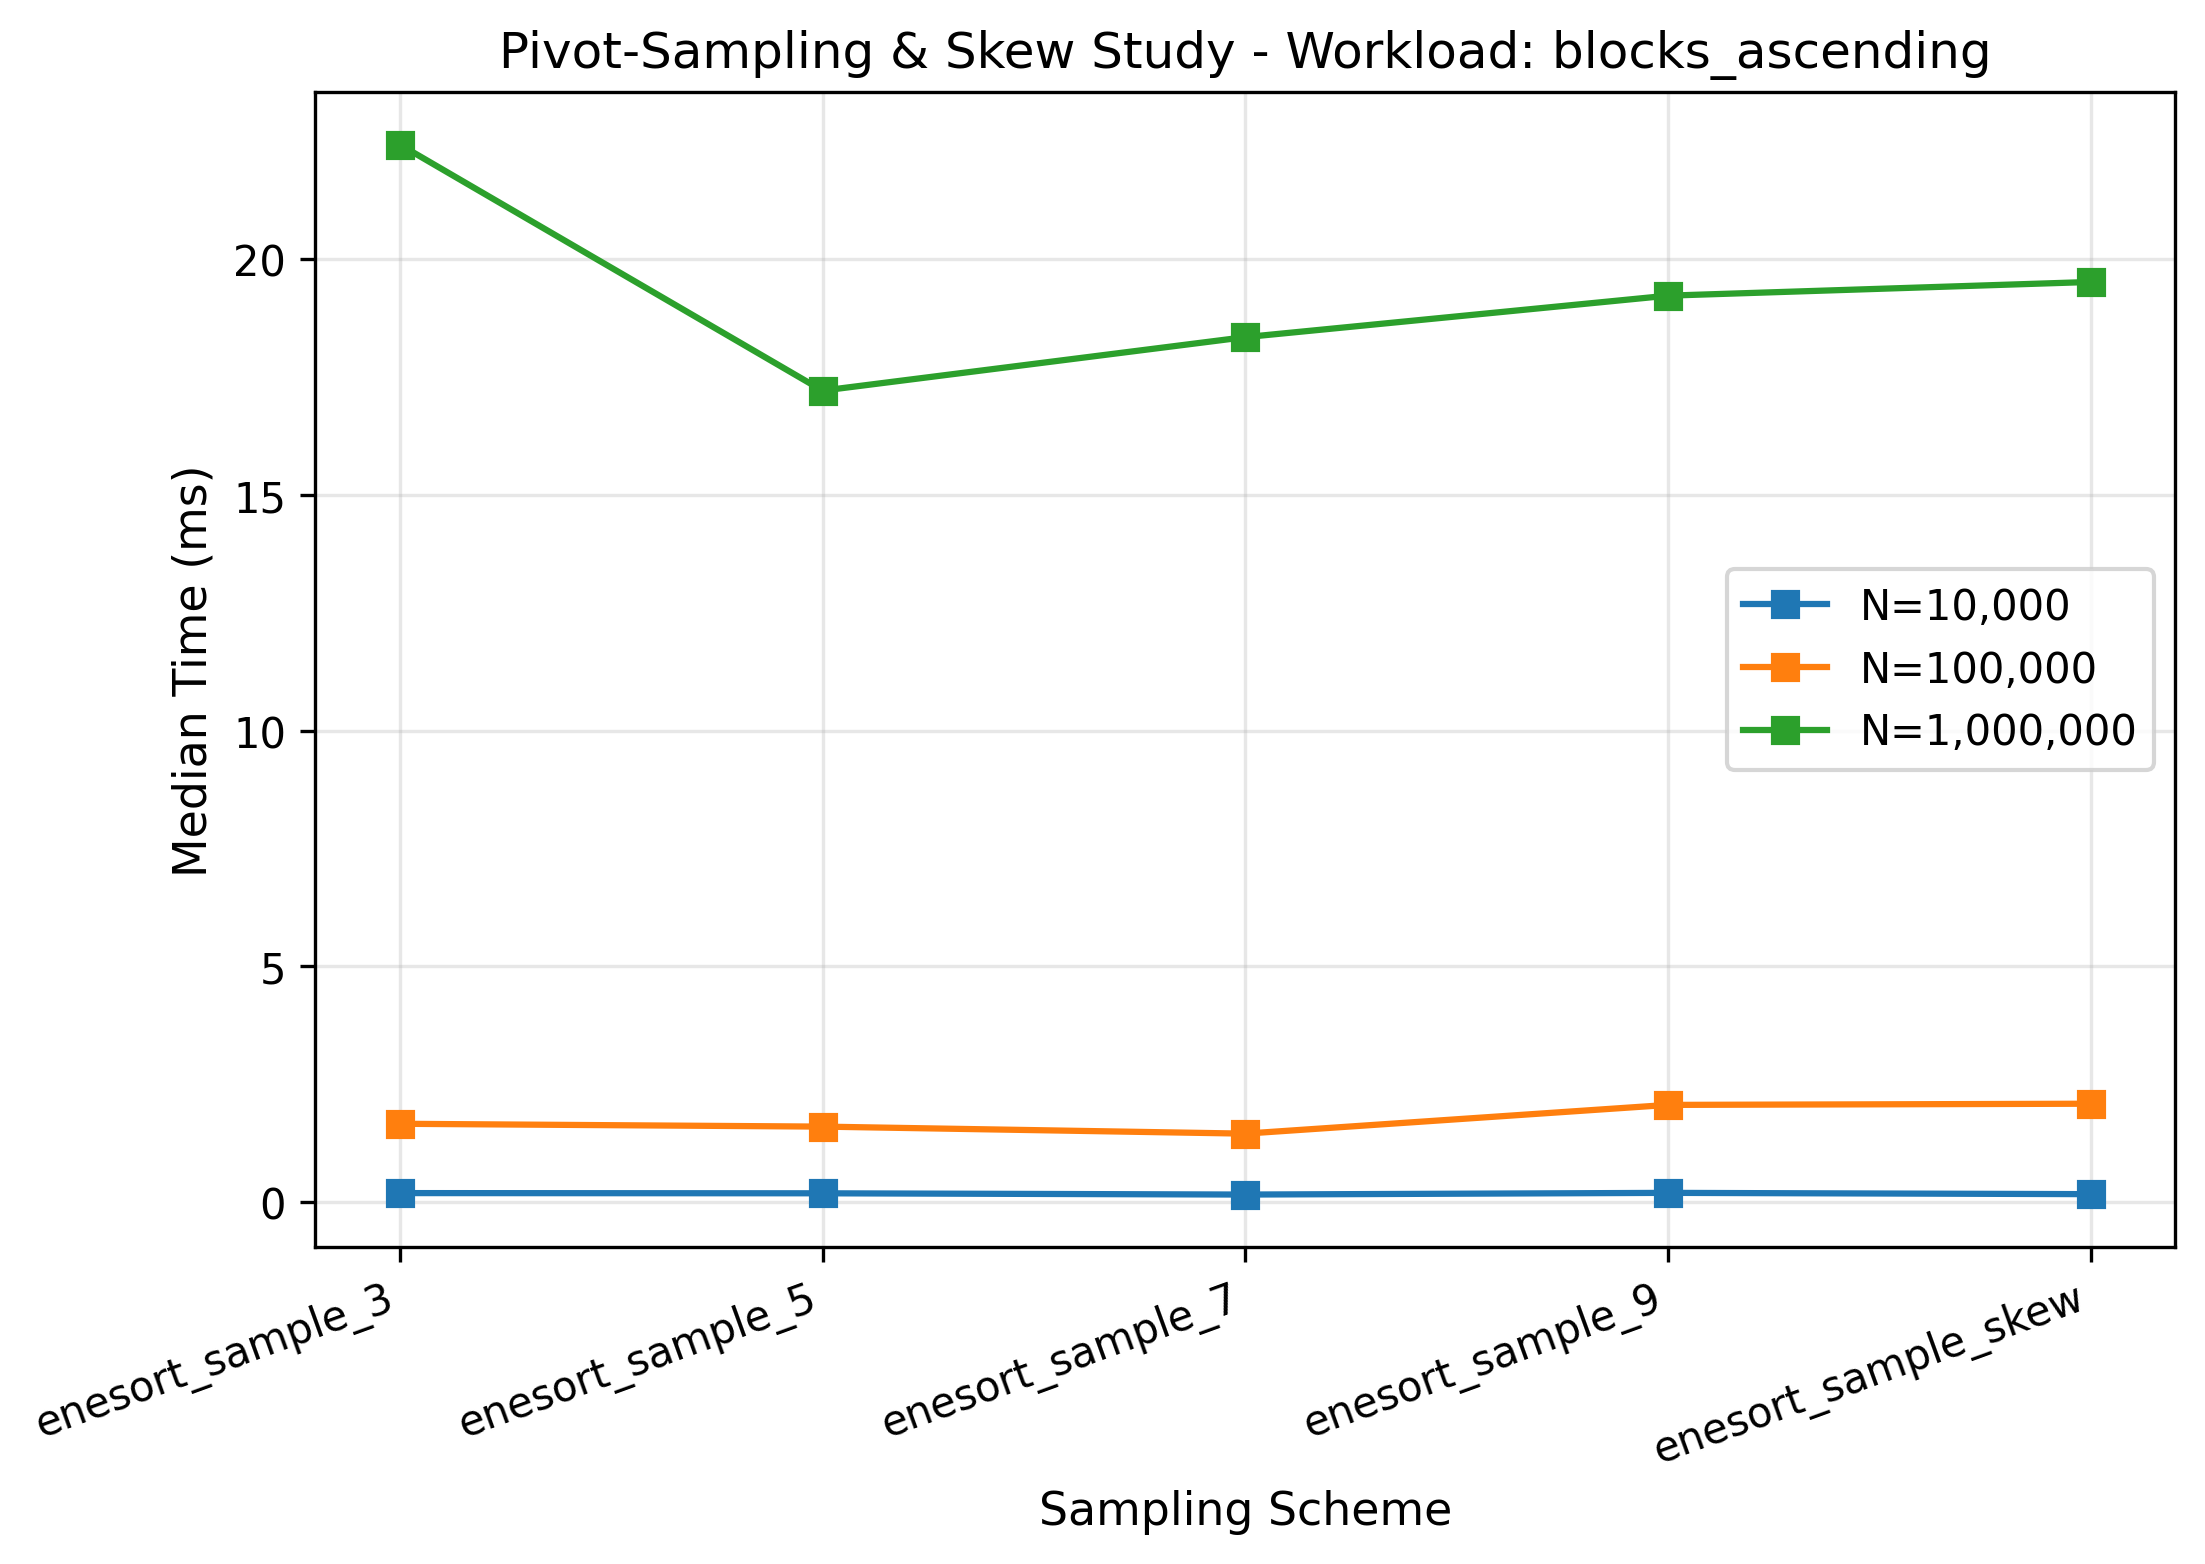 Pivot-Sampling & Skew Study - Workload: blocks_ascending
Median Time (ms)
20
15
10
5
0
N=10,000
N=100,000
N=1,000,000
enesort_sample_3
enesort_sample_5
enesort_sample_7
enesort_sample_9
enesort_sample_skew
Sampling Scheme